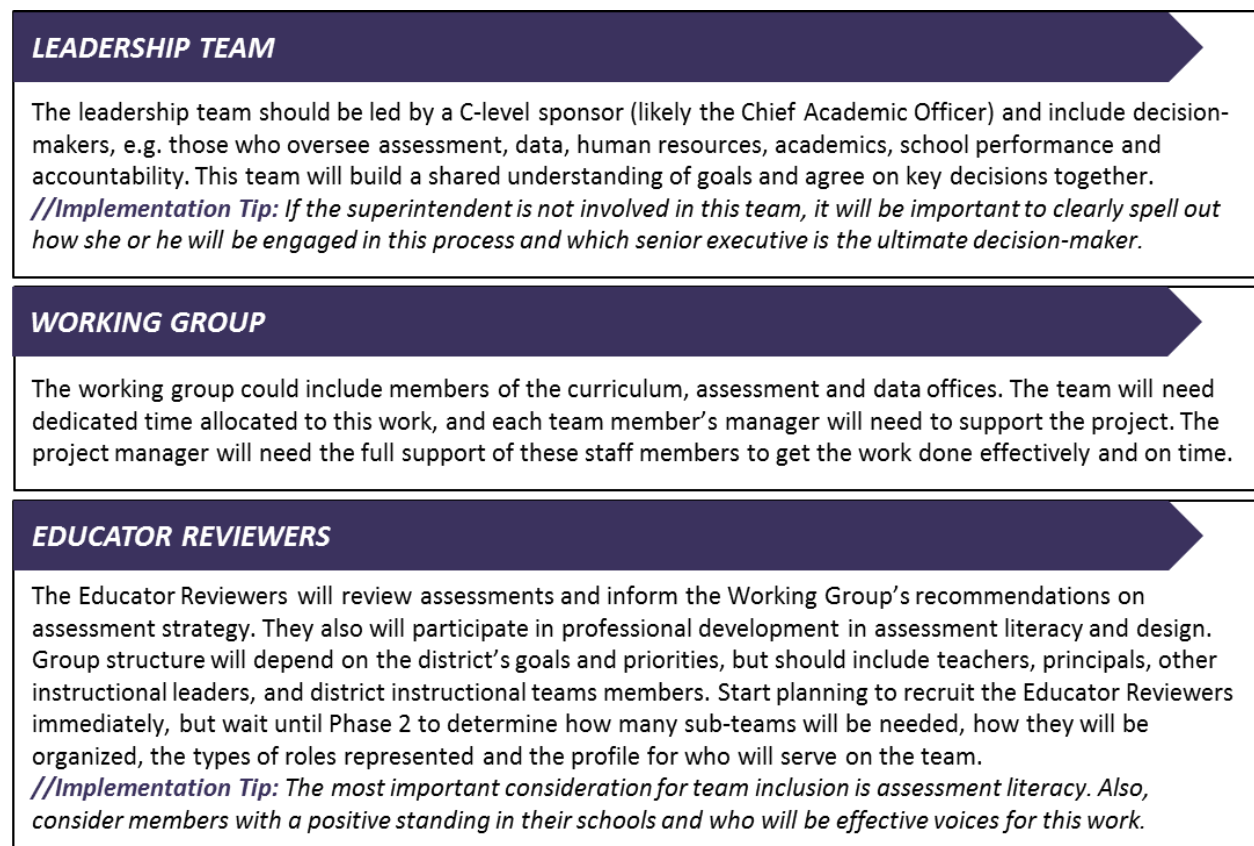 LEADERSHIP TEAM
The leadership team should be led by a C-level sponsor (likely the Chief Academic Officer) and include decision-
makers, e.g. those who oversee assessment, data, human resources, academics, school performance and
accountability. This team will build a shared understanding of goals and agree on key decisions together.
//Implementation Tip: If the superintendent is not involved in this team, it will be important to clearly spell out
how she or he will be engaged in this process and which senior executive is the ultimate decision-maker.
WORKING GROUP
The working group could include members of the curriculum, assessment and data offices. The team will need
dedicated time allocated to this work, and each team member’s manager will need to support the project. The
project manager will need the full support of these staff members to get the work done effectively and on time.
EDUCATOR REVIEWERS
The Educator Reviewers will review assessments and inform the Working Group’s recommendations on
assessment strategy. They also will participate in professional development in assessment literacy and design.
Group structure will depend on the district’s goals and priorities, but should include teachers, principals, other
instructional leaders, and district instructional teams members. Start planning to recruit the Educator Reviewers
immediately, but wait until Phase 2 to determine how many sub-teams will be needed, how they will be
organized, the types of roles represented and the profile for who will serve on the team.
//Implementation Tip: The most important consideration for team inclusion is assessment literacy. Also,
consider members with a positive standing in their schools and who will be effective voices for this work.